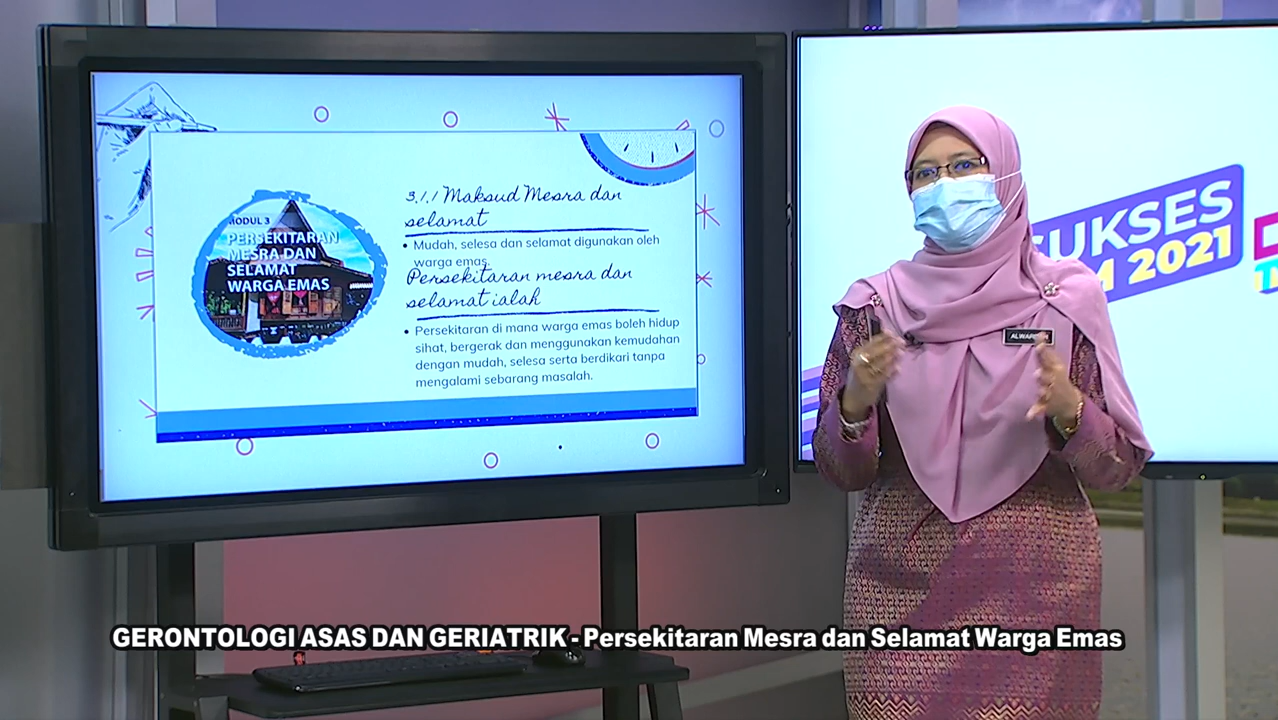 MODUL 3
PERSEKITARAN
MESRA DAN
SELAMAT
WARGA EMAS
3.1.1 Maksud Mesra dan
selamat
• Mudah, selesa dan selamat digunakan oleh
warga emas.
Persekitaran mesra dan
selamat ialah
• Persekitaran di mana warga emas boleh hidup
sihat, bergerak dan menggunakan kemudahan
dengan mudah, selesa serta berdikari tanpa
mengalami sebarang masalah.
SUKSES
2021
GERONTOLOGI ASAS DAN GERIATRIK - Persekitaran Mesra dan Selamat Warga Emas